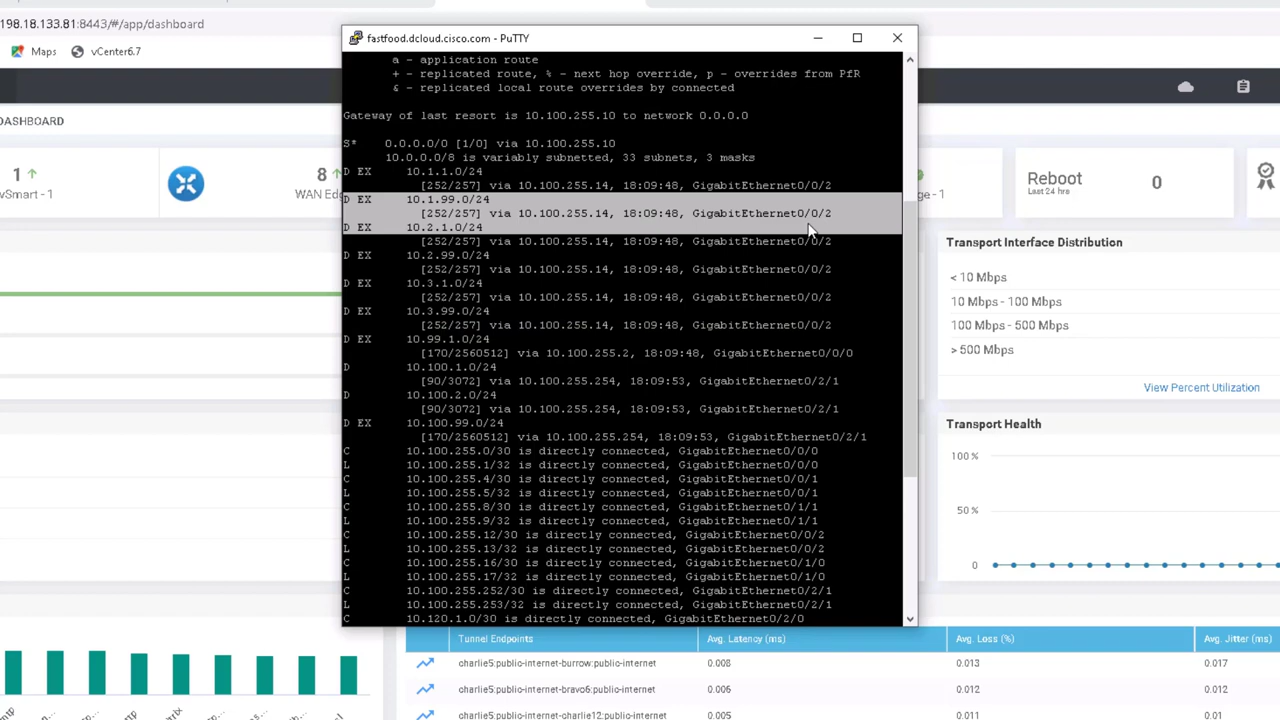 198.18.133.81:8443/#/app/dashboard
Maps
vCenter6.7
DASHBOARD
1
vSmart - 1
8
WAN Edg
ge - 1
Reboot
Last 24 hrs
0
fastfood.dcloud.cisco.com - PuTTY
a - application route
+ - replicated route, % - next hop override, p - overrides from PfR
& - replicated local route overrides by connected
Gateway of last resort is 10.100.255.10 to network 0.0.0.0
S* 0.0.0.0/0 [1/0] via 10.100.255.10
10.0.0.0/8 is variably subnetted, 33 subnets, 3 masks
D EX 10.1.1.0/24
[252/257] via 10.100.255.14, 18:09:48, GigabitEthernet0/0/2
D EX 10.1.99.0/24
[252/257] via 10.100.255.14, 18:09:48, GigabitEthernet0/0/2
D EX 10.2.1.0/24
[252/257] via 10.100.255.14, 18:09:48, GigabitEthernet0/0/2
D EX 10.2.99.0/24
[252/257] via 10.100.255.14, 18:09:48, GigabitEthernet0/0/2
D EX 10.3.1.0/24
[252/257] via 10.100.255.14, 18:09:48, GigabitEthernet0/0/2
D EX 10.3.99.0/24
[252/257] via 10.100.255.14, 18:09:48, GigabitEthernet0/0/2
D EX 10.99.1.0/24
[170/2560512] via 10.100.255.2, 18:09:48, GigabitEthernet0/0/0
D 10.100.1.0/24
[90/3072] via 10.100.255.254, 18:09:53, GigabitEthernet0/2/1
D 10.100.2.0/24
[90/3072] via 10.100.255.254, 18:09:53, GigabitEthernet0/2/1
D EX 10.100.99.0/24
[170/2560512] via 10.100.255.254, 18:09:53, GigabitEthernet0/2/1
C 10.100.255.0/30 is directly connected, GigabitEthernet0/0/0
L 10.100.255.1/32 is directly connected, GigabitEthernet0/0/0
C 10.100.255.4/30 is directly connected, GigabitEthernet0/0/1
L 10.100.255.5/32 is directly connected, GigabitEthernet0/0/1
C 10.100.255.8/30 is directly connected, GigabitEthernet0/1/1
L 10.100.255.9/32 is directly connected, GigabitEthernet0/1/1
C 10.100.255.12/30 is directly connected, GigabitEthernet0/0/2
L 10.100.255.13/32 is directly connected, GigabitEthernet0/0/2
C 10.100.255.16/30 is directly connected, GigabitEthernet0/1/0
L 10.100.255.17/32 is directly connected, GigabitEthernet0/1/0
C 10.100.255.252/30 is directly connected, GigabitEthernet0/2/1
L 10.100.255.253/32 is directly connected, GigabitEthernet0/2/1
C 10.120.1.0/30 is directly connected, GigabitEthernet0/2/0
Transport Interface Distribution
< 10 Mbps
10 Mbps - 100 Mbps
100 Mbps - 500 Mbps
> 500 Mbps
View Percent Utilization
Transport Health
100 %
50 %
0
Tunnel Endpoints Avg. Latency (ms) Avg. Loss (%) Avg. Jitter (ms)
charlie5:public-internet-burrow:public-internet 0.008 0.013 0.017
charlie5:public-internet-bravo6:public-internet 0.006 0.012 0.012
charlie5:public-internet-charlie12:public-internet 0.005 0.011 0.01